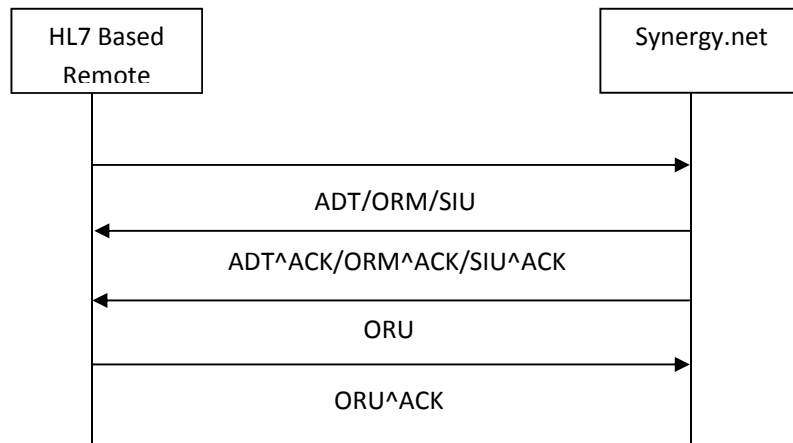 HL7 Based
Remote
Synergy.net
ADT/ORM/SIU
ADT^ACK/ORM^ACK/SIU^ACK
ORU
ORU^ACK